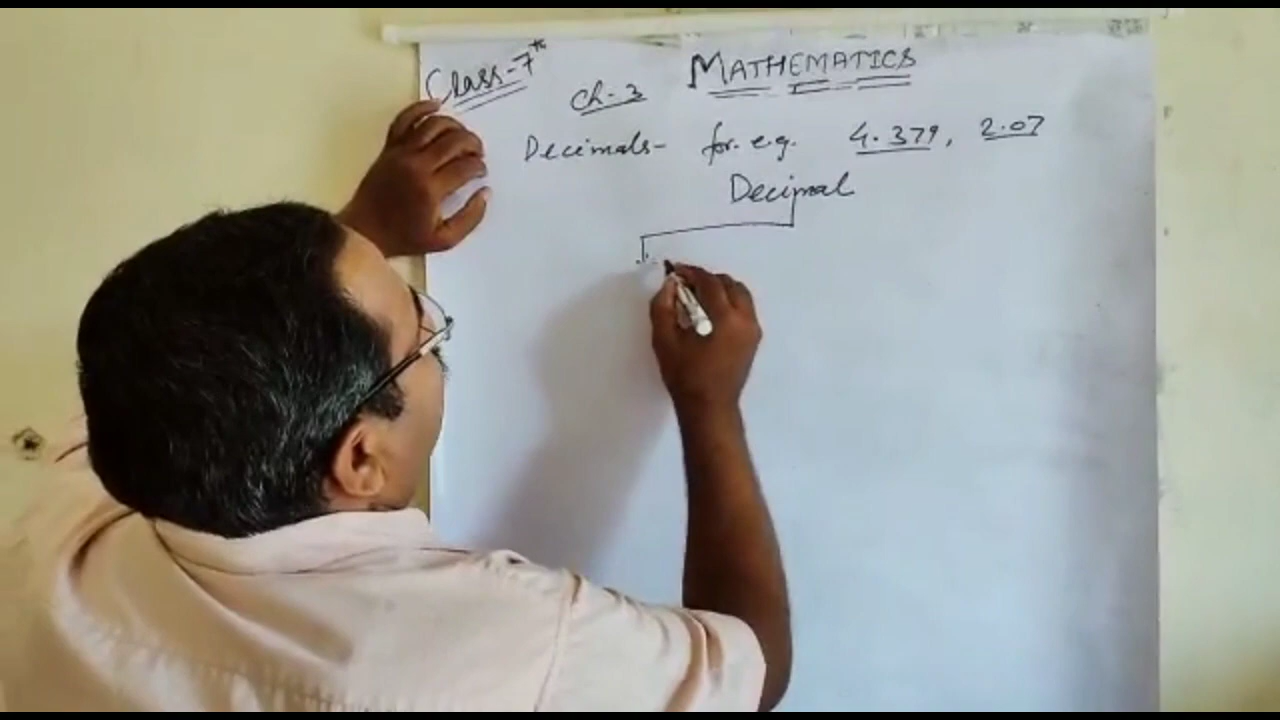 Class-7th
MATHEMATICS
Ch-3
Decimals- for. e.g. 4.379, 2.07
Decimal